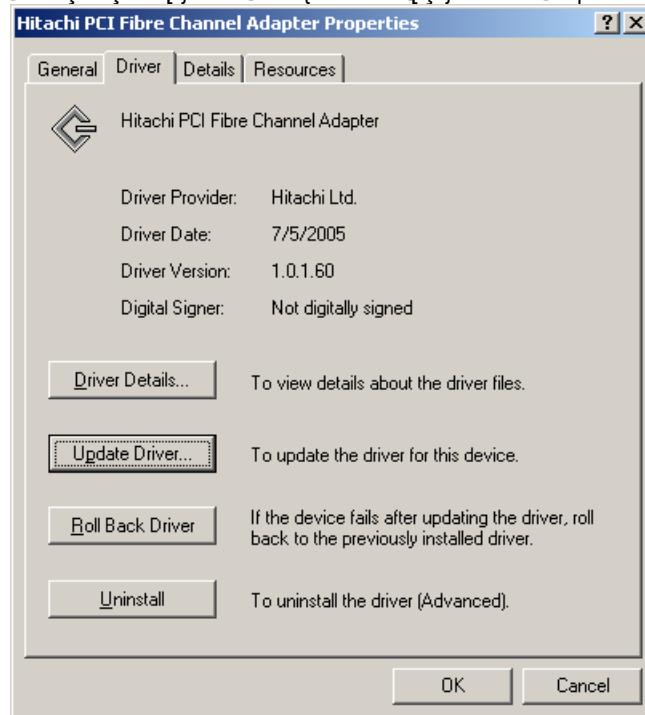 Hitachi PCI Fibre Channel Adapter Properties
General Driver Details Resources
Hitachi PCI Fibre Channel Adapter
Driver Provider: Hitachi Ltd.
Driver Date: 7/5/2005
Driver Version: 1.0.1.60
Digital Signer: Not digitally signed
Driver Details... To view details about the driver files.
Update Driver... To update the driver for this device.
Roll Back Driver If the device fails after updating the driver, roll
back to the previously installed driver.
Uninstall To uninstall the driver (Advanced).
OK Cancel